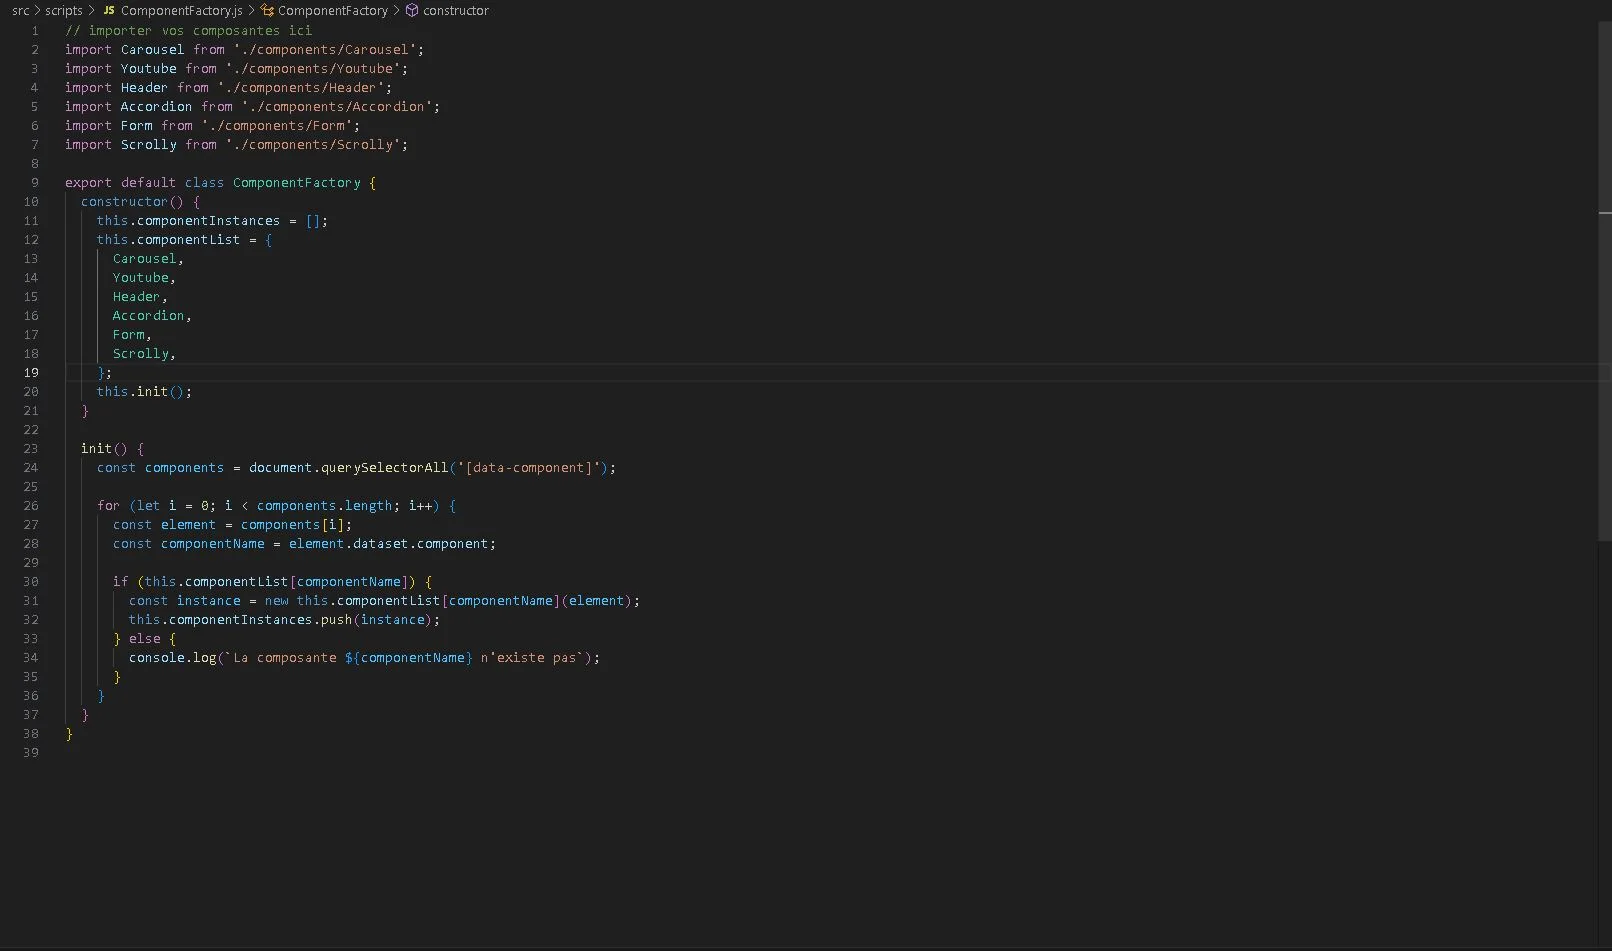 src > scripts > JS ComponentFactory.js > ComponentFactory > constructor
1 // importer vos composantes ici
2 import Carousel from './components/Carousel';
3 import Youtube from './components/Youtube';
4 import Header from './components/Header';
5 import Accordion from './components/Accordion';
6 import Form from './components/Form';
7 import Scrolly from './components/Scrolly';
8
9 export default class ComponentFactory {
10 constructor() {
11 this.componentInstances = [];
12 this.componentList = {
13 Carousel,
14 Youtube,
15 Header,
16 Accordion,
17 Form,
18 Scrolly,
19 };
20 this.init();
21 }
22
23 init() {
24 const components = document.querySelectorAll('[data-component]');
25
26 for (let i = 0; i < components.length; i++) {
27 const element = components[i];
28 const componentName = element.dataset.component;
29
30 if (this.componentList[componentName]) {
31 const instance = new this.componentList[componentName](element);
32 this.componentInstances.push(instance);
33 } else {
34 console.log(`La composante ${componentName} n'existe pas`);
35 }
36 }
37 }
38 }
39